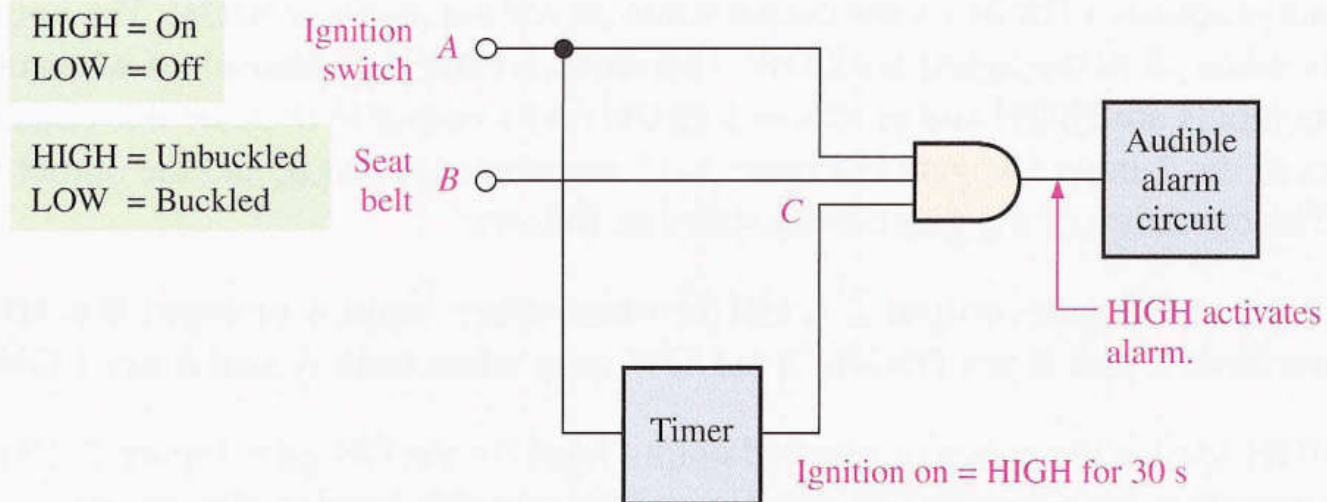 HIGH = On
LOW = Off
Ignition
switch
A
HIGH = Unbuckled
LOW = Buckled
Seat
belt
B
C
Audible
alarm
circuit
HIGH activates
alarm.
Timer
Ignition on = HIGH for 30 s